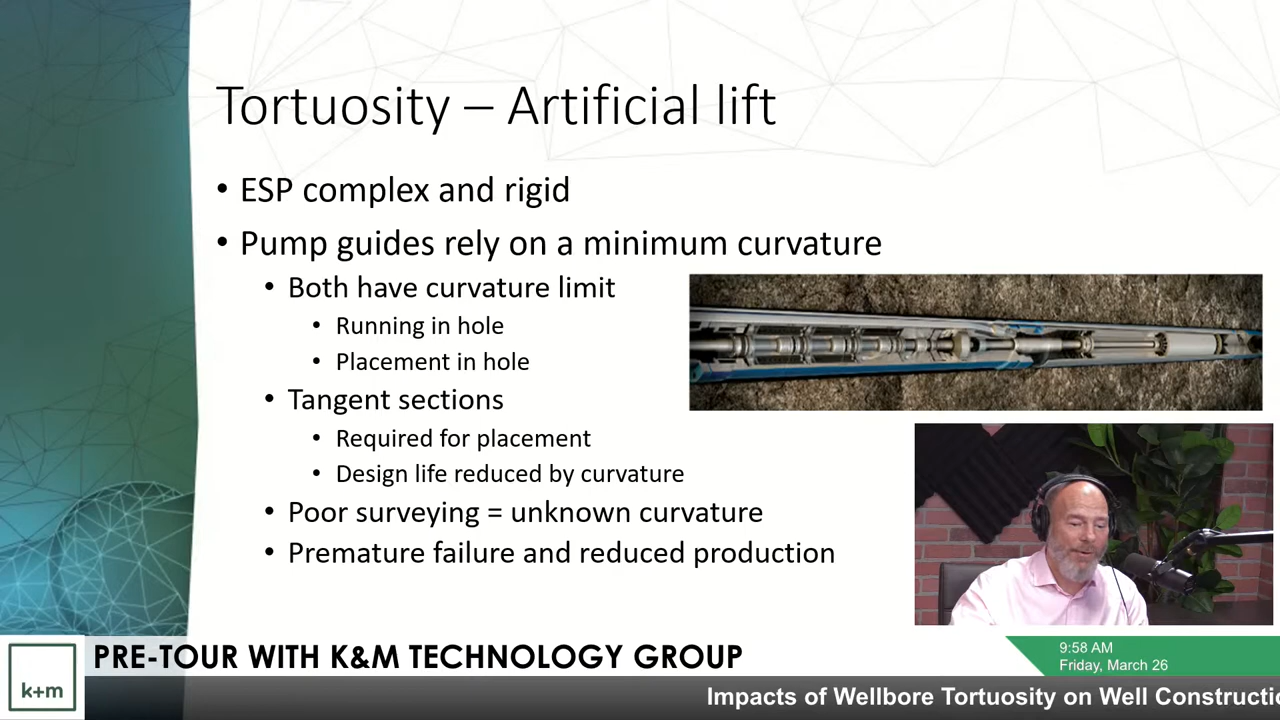 Tortuosity – Artificial lift
• ESP complex and rigid
• Pump guides rely on a minimum curvature
• Both have curvature limit
• Running in hole
• Placement in hole
• Tangent sections
• Required for placement
• Design life reduced by curvature
• Poor surveying = unknown curvature
• Premature failure and reduced production
k+m
PRE-TOUR WITH K&M TECHNOLOGY GROUP
9:58 AM
Friday, March 26
Impacts of Wellbore Tortuosity on Well Constructi